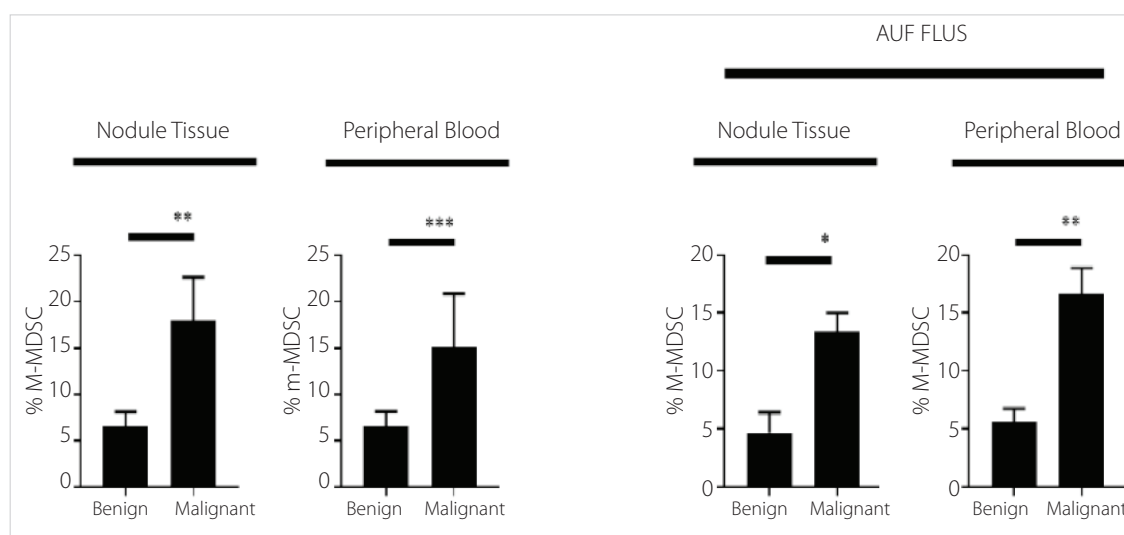 AUF FLUS
Nodule Tissue
Peripheral Blood
Nodule Tissue
Peripheral Blood
**
25
20
15
10
5
0
% M-MDSC
Benign Malignant
***
25
20
15
10
5
0
% m-MDSC
Benign Malignant
*
20
15
10
5
0
% M-MDSC
Benign Malignant
**
20
15
10
5
0
% M-MDSC
Benign Malignant